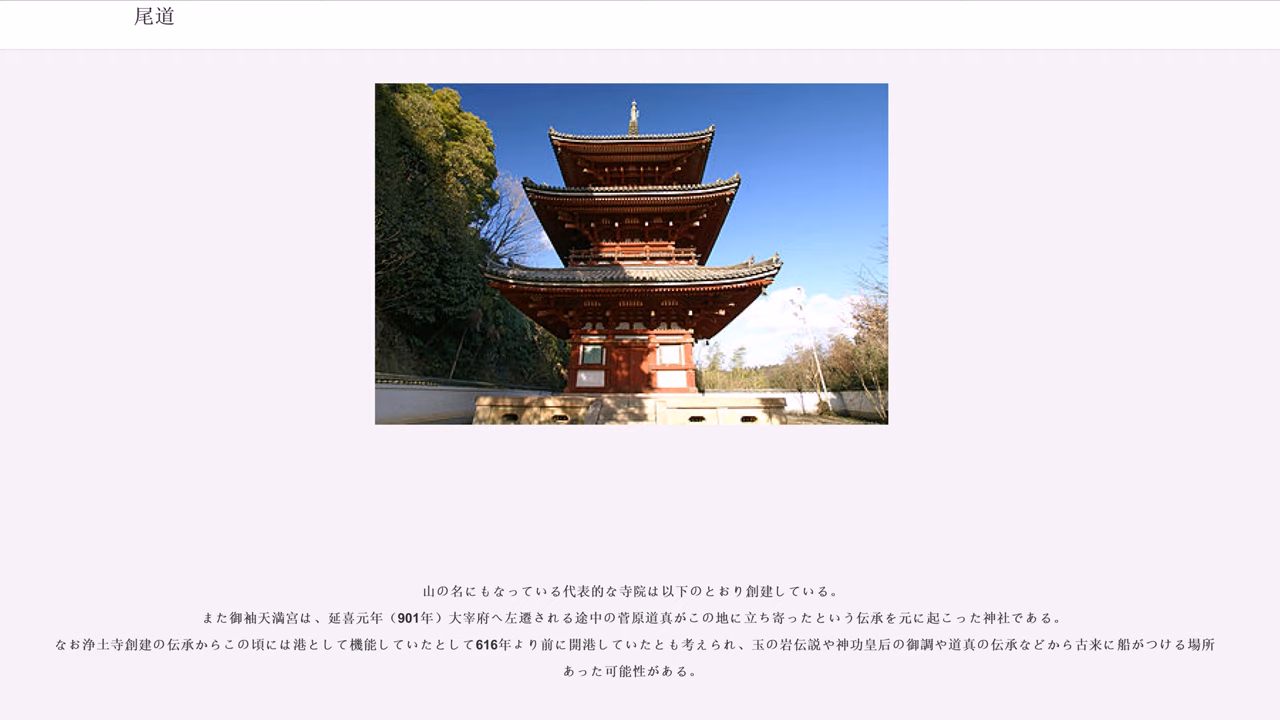 尾道
山の名にもなっている代表的な寺院は以下のとおり創建している。
また御袖天満宮は、延喜元年（901年）大宰府へ左遷される途中の菅原道真がこの地に立ち寄ったという伝承を元に起こった神社である。
なお浄土寺創建の伝承からこの頃には港として機能していたとして616年より前に開港していたとも考えられ、玉の岩伝説や神功皇后の御調や道真の伝承などから古来に船がつける場所
あった可能性がある。